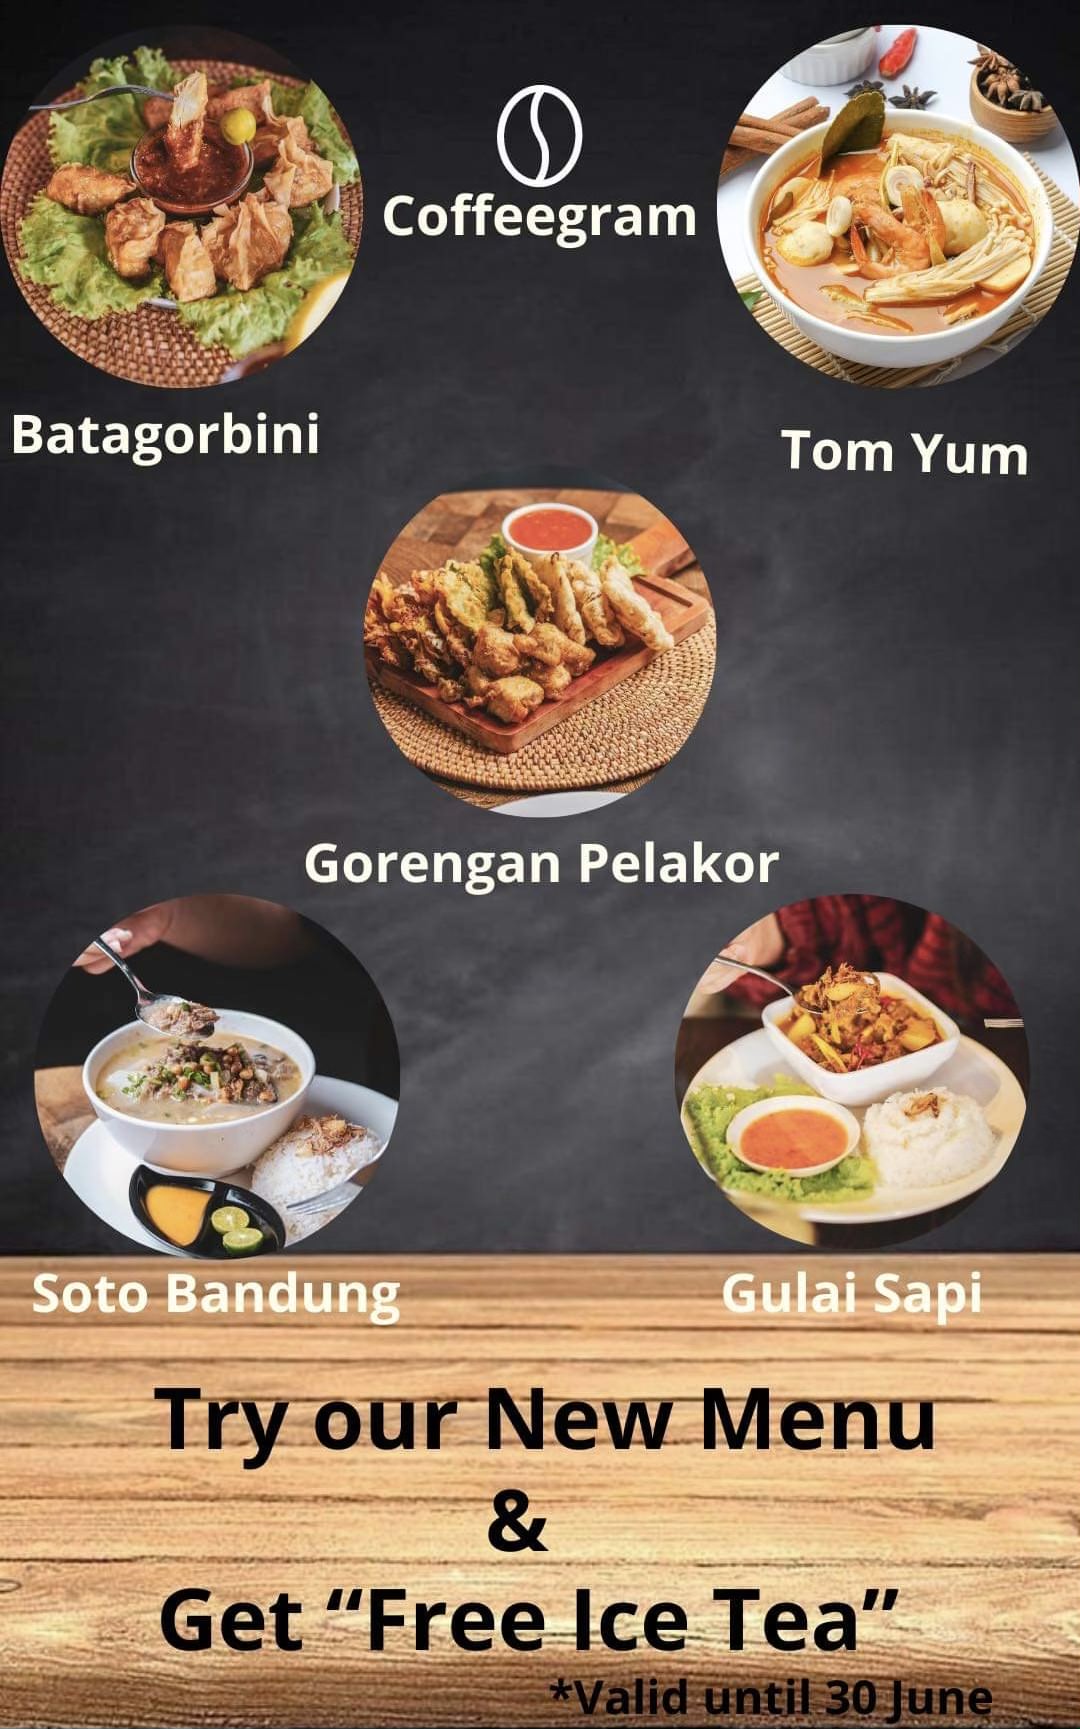 Coffeegram
Batagorbini
Tom Yum
Gorengan Pelakor
Soto Bandung
Gulai Sapi
Try our New Menu
&
Get “Free Ice Tea”
*Valid until 30 June